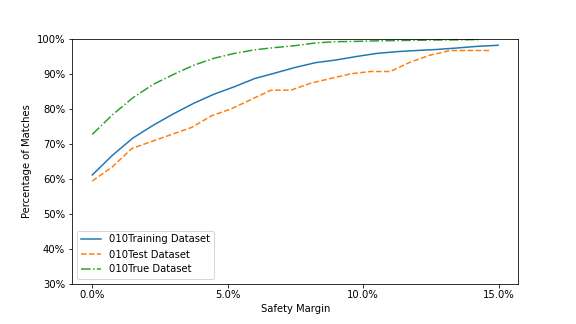 100%
90%
80%
70%
60%
50%
40%
30%
Percentage of Matches
010Training Dataset
010Test Dataset
010True Dataset
0.0%
5.0%
10.0%
15.0%
Safety Margin